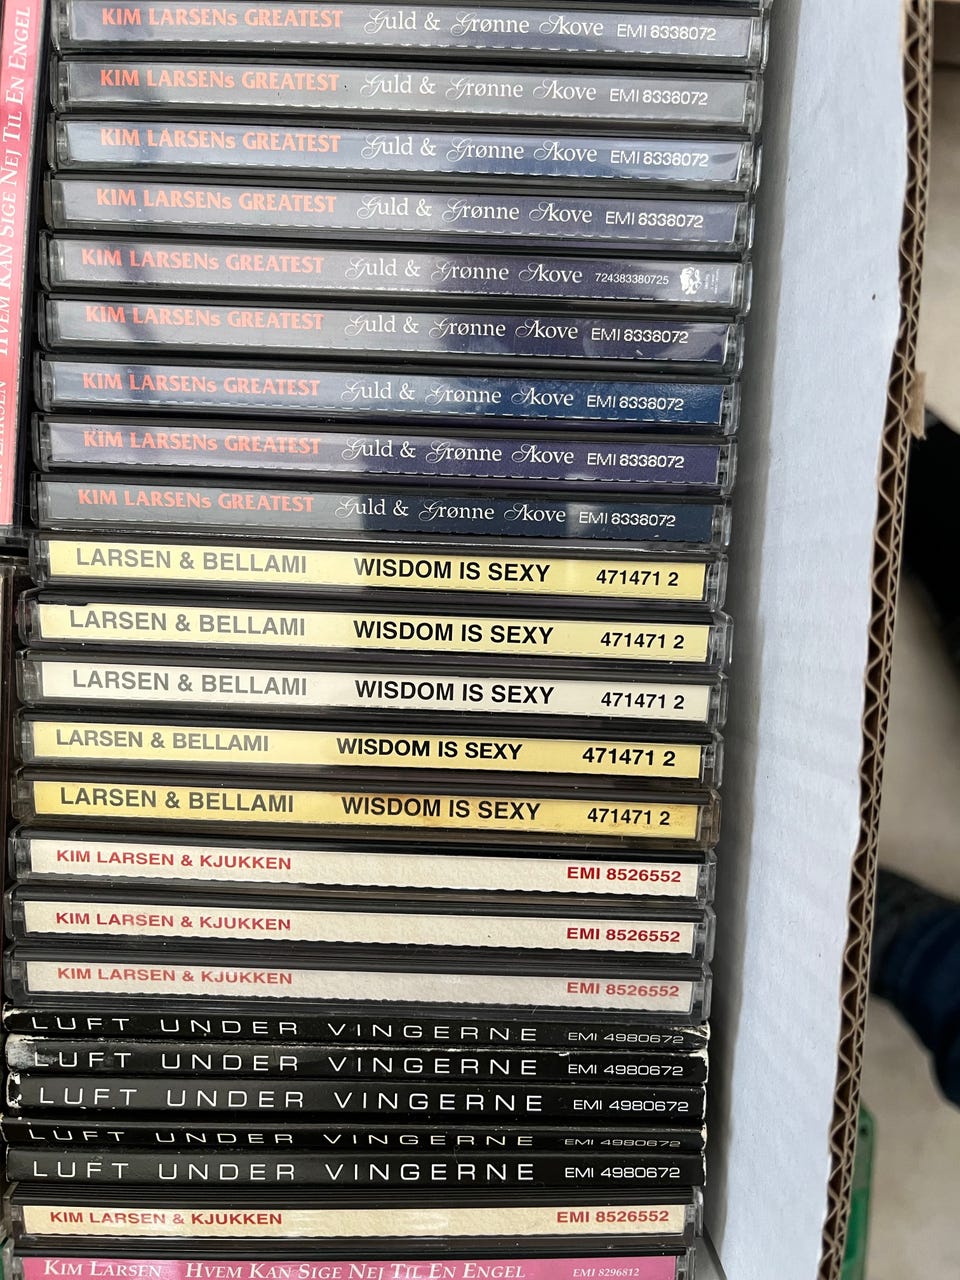 KIM LARSENs GREATEST Guld & Grønne Skove EMI 8338072
KIM LARSENs GREATEST Guld & Grønne Skove EMI 8338072
KIM LARSENs GREATEST Guld & Grønne Skove EMI 8338072
KIM LARSENs GREATEST Guld & Grønne Skove EMI 8338072
KIM LARSENs GREATEST Guld & Grønne Skove 724383380725
KIM LARSENs GREATEST Guld & Grønne Skove EMI 8338072
KIM LARSENs GREATEST Guld & Grønne Skove EMI 8338072
KIM LARSENs GREATEST Guld & Grønne Skove EMI 8338072
KIM LARSENs GREATEST Guld & Grønne Skove EMI 8338072
LARSEN & BELLAMI WISDOM IS SEXY 471471 2
LARSEN & BELLAMI WISDOM IS SEXY 471471 2
LARSEN & BELLAMI WISDOM IS SEXY 471471 2
LARSEN & BELLAMI WISDOM IS SEXY 471471 2
LARSEN & BELLAMI WISDOM IS SEXY 471471 2
KIM LARSEN & KJUKKEN EMI 8526552
KIM LARSEN & KJUKKEN EMI 8526552
KIM LARSEN & KJUKKEN EMI 8526552
LUFT UNDER VINGERNE EMI 4980672
LUFT UNDER VINGERNE EMI 4980672
LUFT UNDER VINGERNE EMI 4980672
LUFT UNDER VINGERNE EMI 4980672
LUFT UNDER VINGERNE EMI 4980672
KIM LARSEN & KJUKKEN EMI 8526552
KIM LARSEN HVEM KAN SIGE NEJ TIL EN ENGEL EMI 8296812
LARSEN HVEM KAN SIGE NEJ TIL EN ENGEL